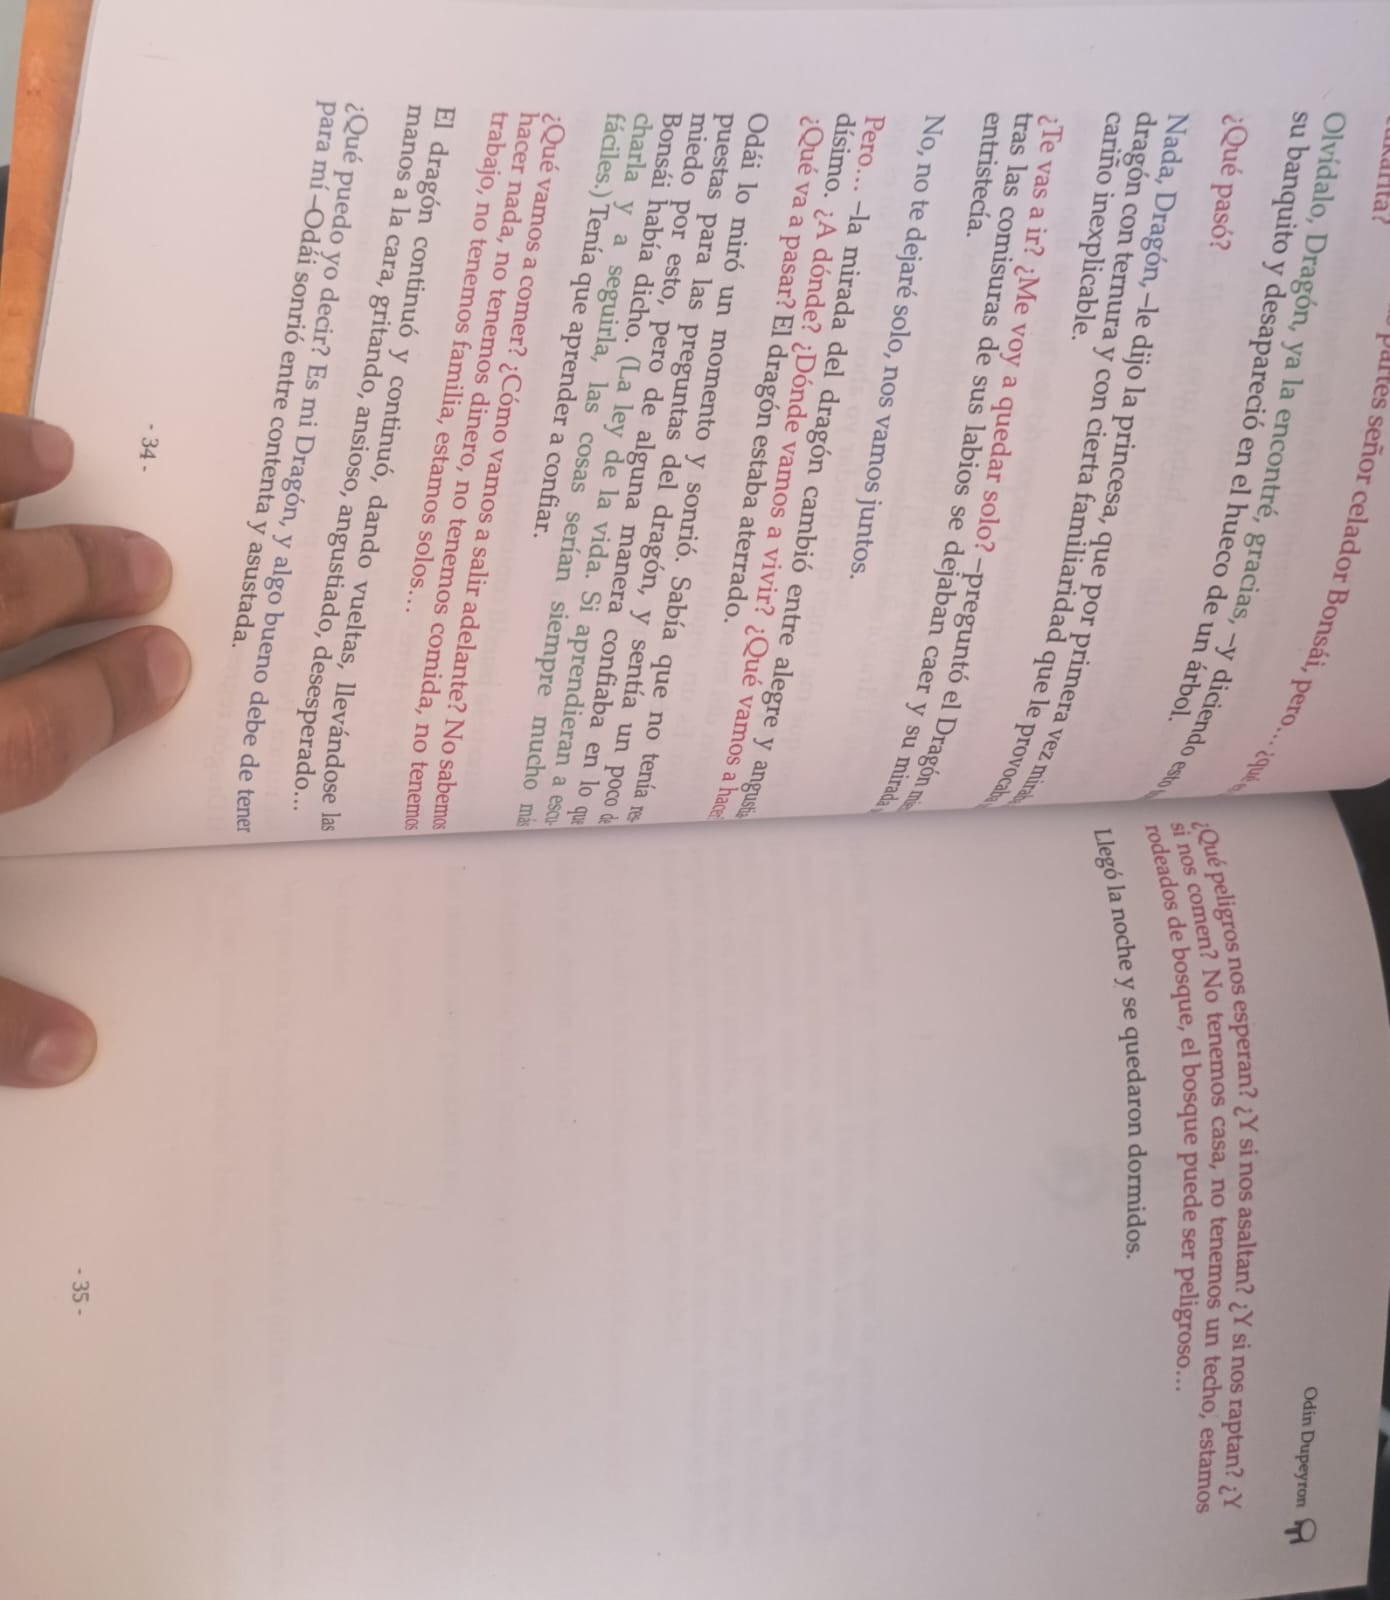 partes señor celador Bonsái, pero...
Olvídalo, Dragón, ya la encontré, gracias, –y diciendo esto
su banquito y desapareció en el hueco de un árbol.
¿Qué pasó?
Nada, Dragón, –le dijo la princesa, que por primera vez
dragón con ternura y con cierta familiaridad que le provocaba
cariño inexplicable.
¿Te vas a ir? ¿Me voy a quedar solo? –preguntó el Dragón
tras las comisuras de sus labios se dejaban caer y su mirada
entristecía.
No, no te dejaré solo, nos vamos juntos.
Pero... –la mirada del dragón cambió entre alegre y
dísimo. ¿A dónde? ¿Dónde vamos a vivir? ¿Qué vamos a hacer?
¿Qué va a pasar? El dragón estaba aterrado.
Odái lo miró un momento y sonrió. Sabía que no tenía res-
puestas para las preguntas del dragón, y sentía un poco de
miedo por esto, pero de alguna manera confiaba en lo que
Bonsái había dicho. (La ley de la vida. Si aprendieran a escu-
charla y a seguirla, las cosas serían siempre mucho más
fáciles.) Tenía que aprender a confiar.
¿Qué vamos a comer? ¿Cómo vamos a salir adelante? No sabemos
hacer nada, no tenemos dinero, no tenemos comida, no tenemos
trabajo, no tenemos familia, estamos solos...
El dragón continuó y continuó, dando vueltas, llevándose las
manos a la cara, gritando, ansioso, angustiado, desesperado...
¿Qué puedo yo decir? Es mi Dragón, y algo bueno debe de tener
para mí –Odái sonrió entre contenta y asustada.
- 34 -
Odin Dupeyron
¿Qué peligros nos esperan? ¿Y si nos asaltan? ¿Y si nos raptan? ¿Y
si nos comen? No tenemos casa, no tenemos un techo, estamos
rodeados de bosque, el bosque puede ser peligroso...
Llegó la noche y se quedaron dormidos.
- 35 -